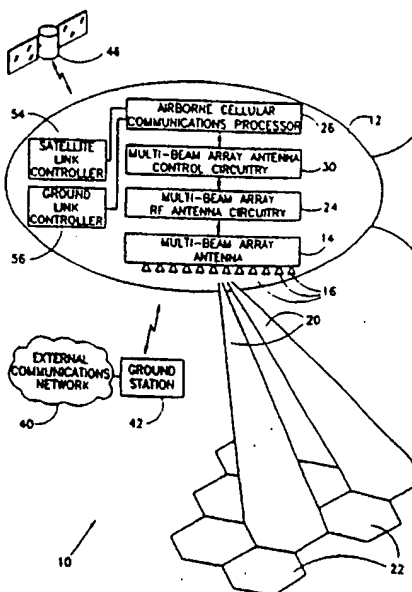 46
54
AIRBORNE CELLULAR
COMMUNICATIONS PROCESSOR
26
12
SATELLITE
LINK
CONTROLLER
MULTI-BEAM ARRAY ANTENNA
CONTROL CIRCUITRY
30
GROUND
LINK
CONTROLLER
MULTI-BEAM ARRAY
RF ANTENNA CIRCUITRY
24
56
MULTI-BEAM ARRAY
ANTENNA
14
16
20
EXTERNAL
COMMUNICATIONS
NETWORK
GROUND
STATION
40
42
10
22